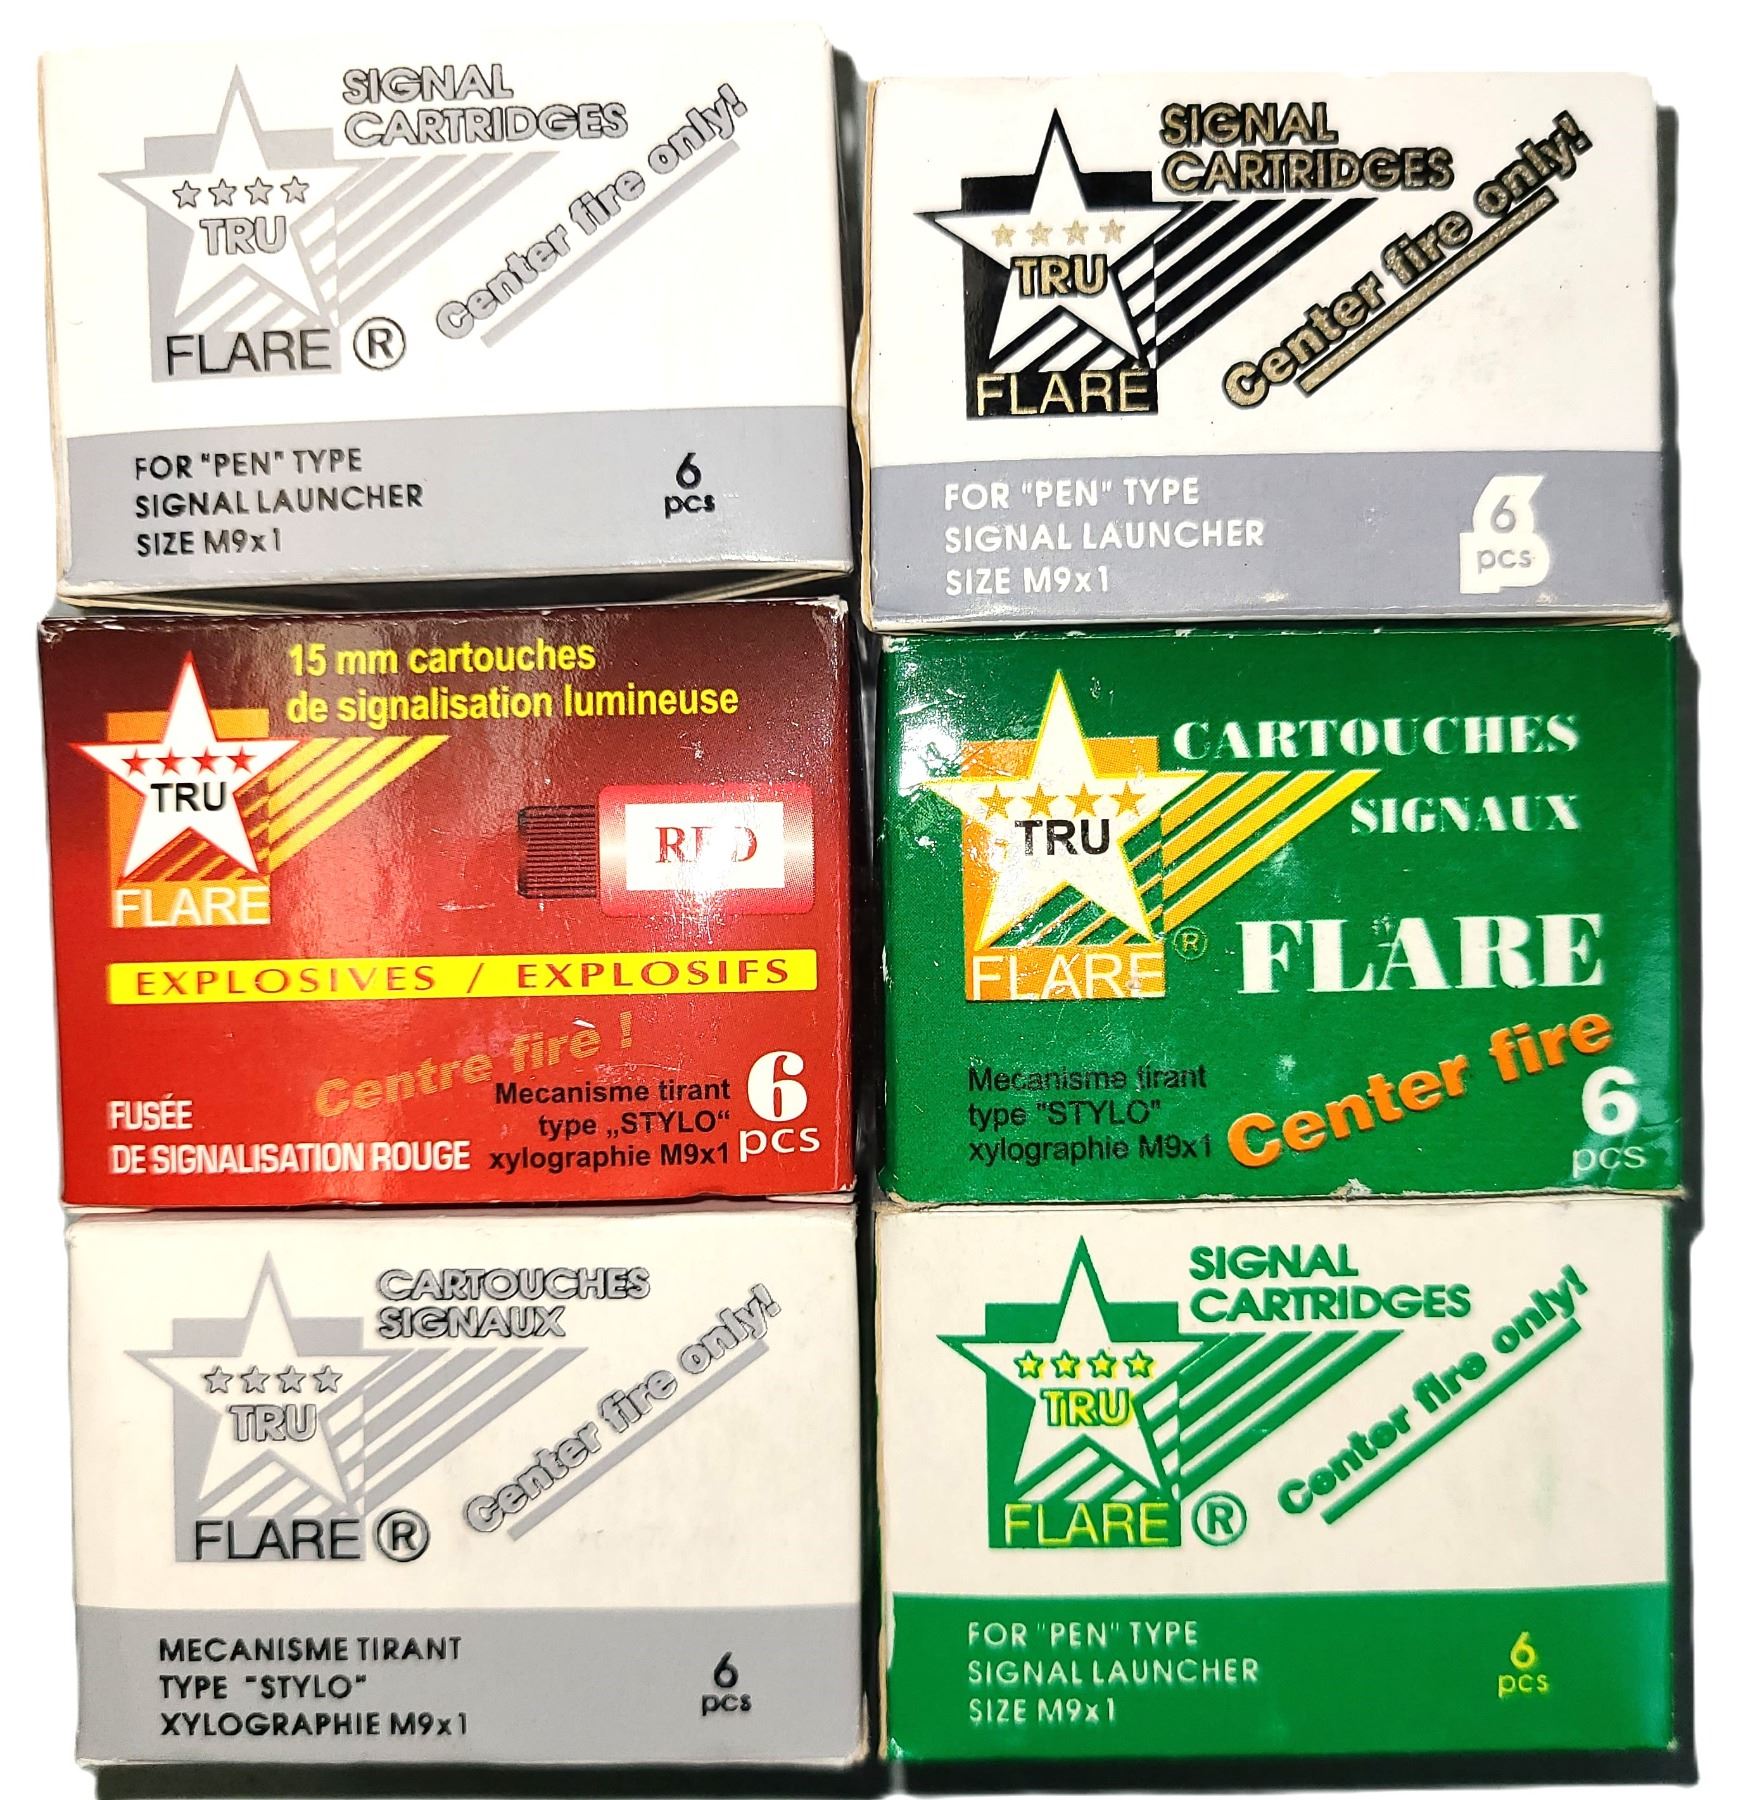 SIGNAL
CARTRIDGES
Center fire only!
TRU
FLARE ®
FOR "PEN" TYPE
SIGNAL LAUNCHER
SIZE M9x1
6
pcs
SIGNAL
CARTRIDGES
Center fire only!
TRU
FLARE
FOR "PEN" TYPE
SIGNAL LAUNCHER
SIZE M9x1
6
pcs
15 mm cartouches
de signalisation lumineuse
TRU
FLARE
RED
EXPLOSIVES / EXPLOSIFS
Centre fire !
FUSÉE
DE SIGNALISATION ROUGE
Mecanisme tirant
type „STYLO“
xylographie M9x1
6
pcs
CARTOUCHES
SIGNAUX
TRU
FLARE ®
FLARE
Center fire
Mecanisme tirant
type "STYLO"
xylographie M9x1
6
pcs
CARTOUCHES
SIGNAUX
Center fire only!
TRU
FLARE ®
MECANISME TIRANT
TYPE "STYLO"
XYLOGRAPHIE M9x1
6
pcs
SIGNAL
CARTRIDGES
Center fire only!
TRU
FLARE ®
FOR "PEN" TYPE
SIGNAL LAUNCHER
SIZE M9x1
6
pcs